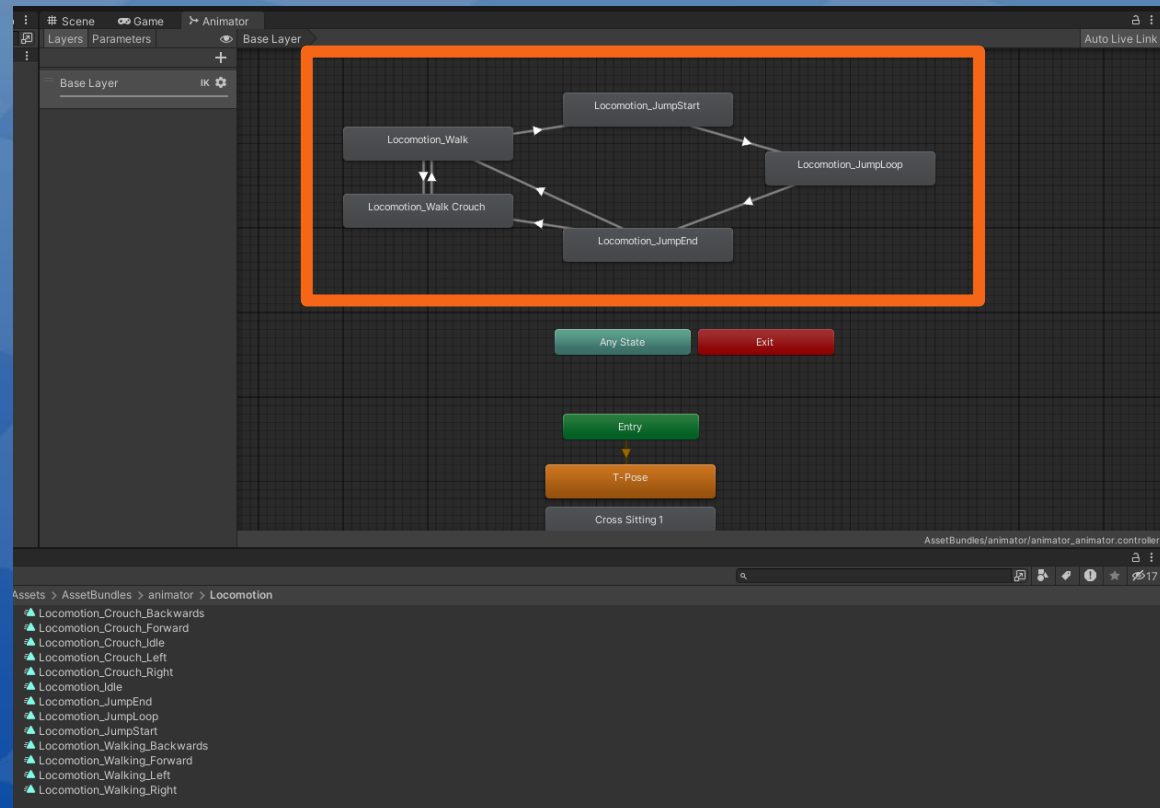 Scene Game Animator
Layers Parameters Base Layer Auto Live Link
Base Layer IK
Locomotion_JumpStart
Locomotion_Walk
Locomotion_JumpLoop
Locomotion_Walk Crouch
Locomotion_JumpEnd
Any State Exit
Entry
T-Pose
Cross Sitting 1
AssetBundles/animator/animator_animator.controller
17
Assets > AssetBundles > animator > Locomotion
Locomotion_Crouch_Backwards
Locomotion_Crouch_Forward
Locomotion_Crouch_Idle
Locomotion_Crouch_Left
Locomotion_Crouch_Right
Locomotion_Idle
Locomotion_JumpEnd
Locomotion_JumpLoop
Locomotion_JumpStart
Locomotion_Walking_Backwards
Locomotion_Walking_Forward
Locomotion_Walking_Left
Locomotion_Walking_Right